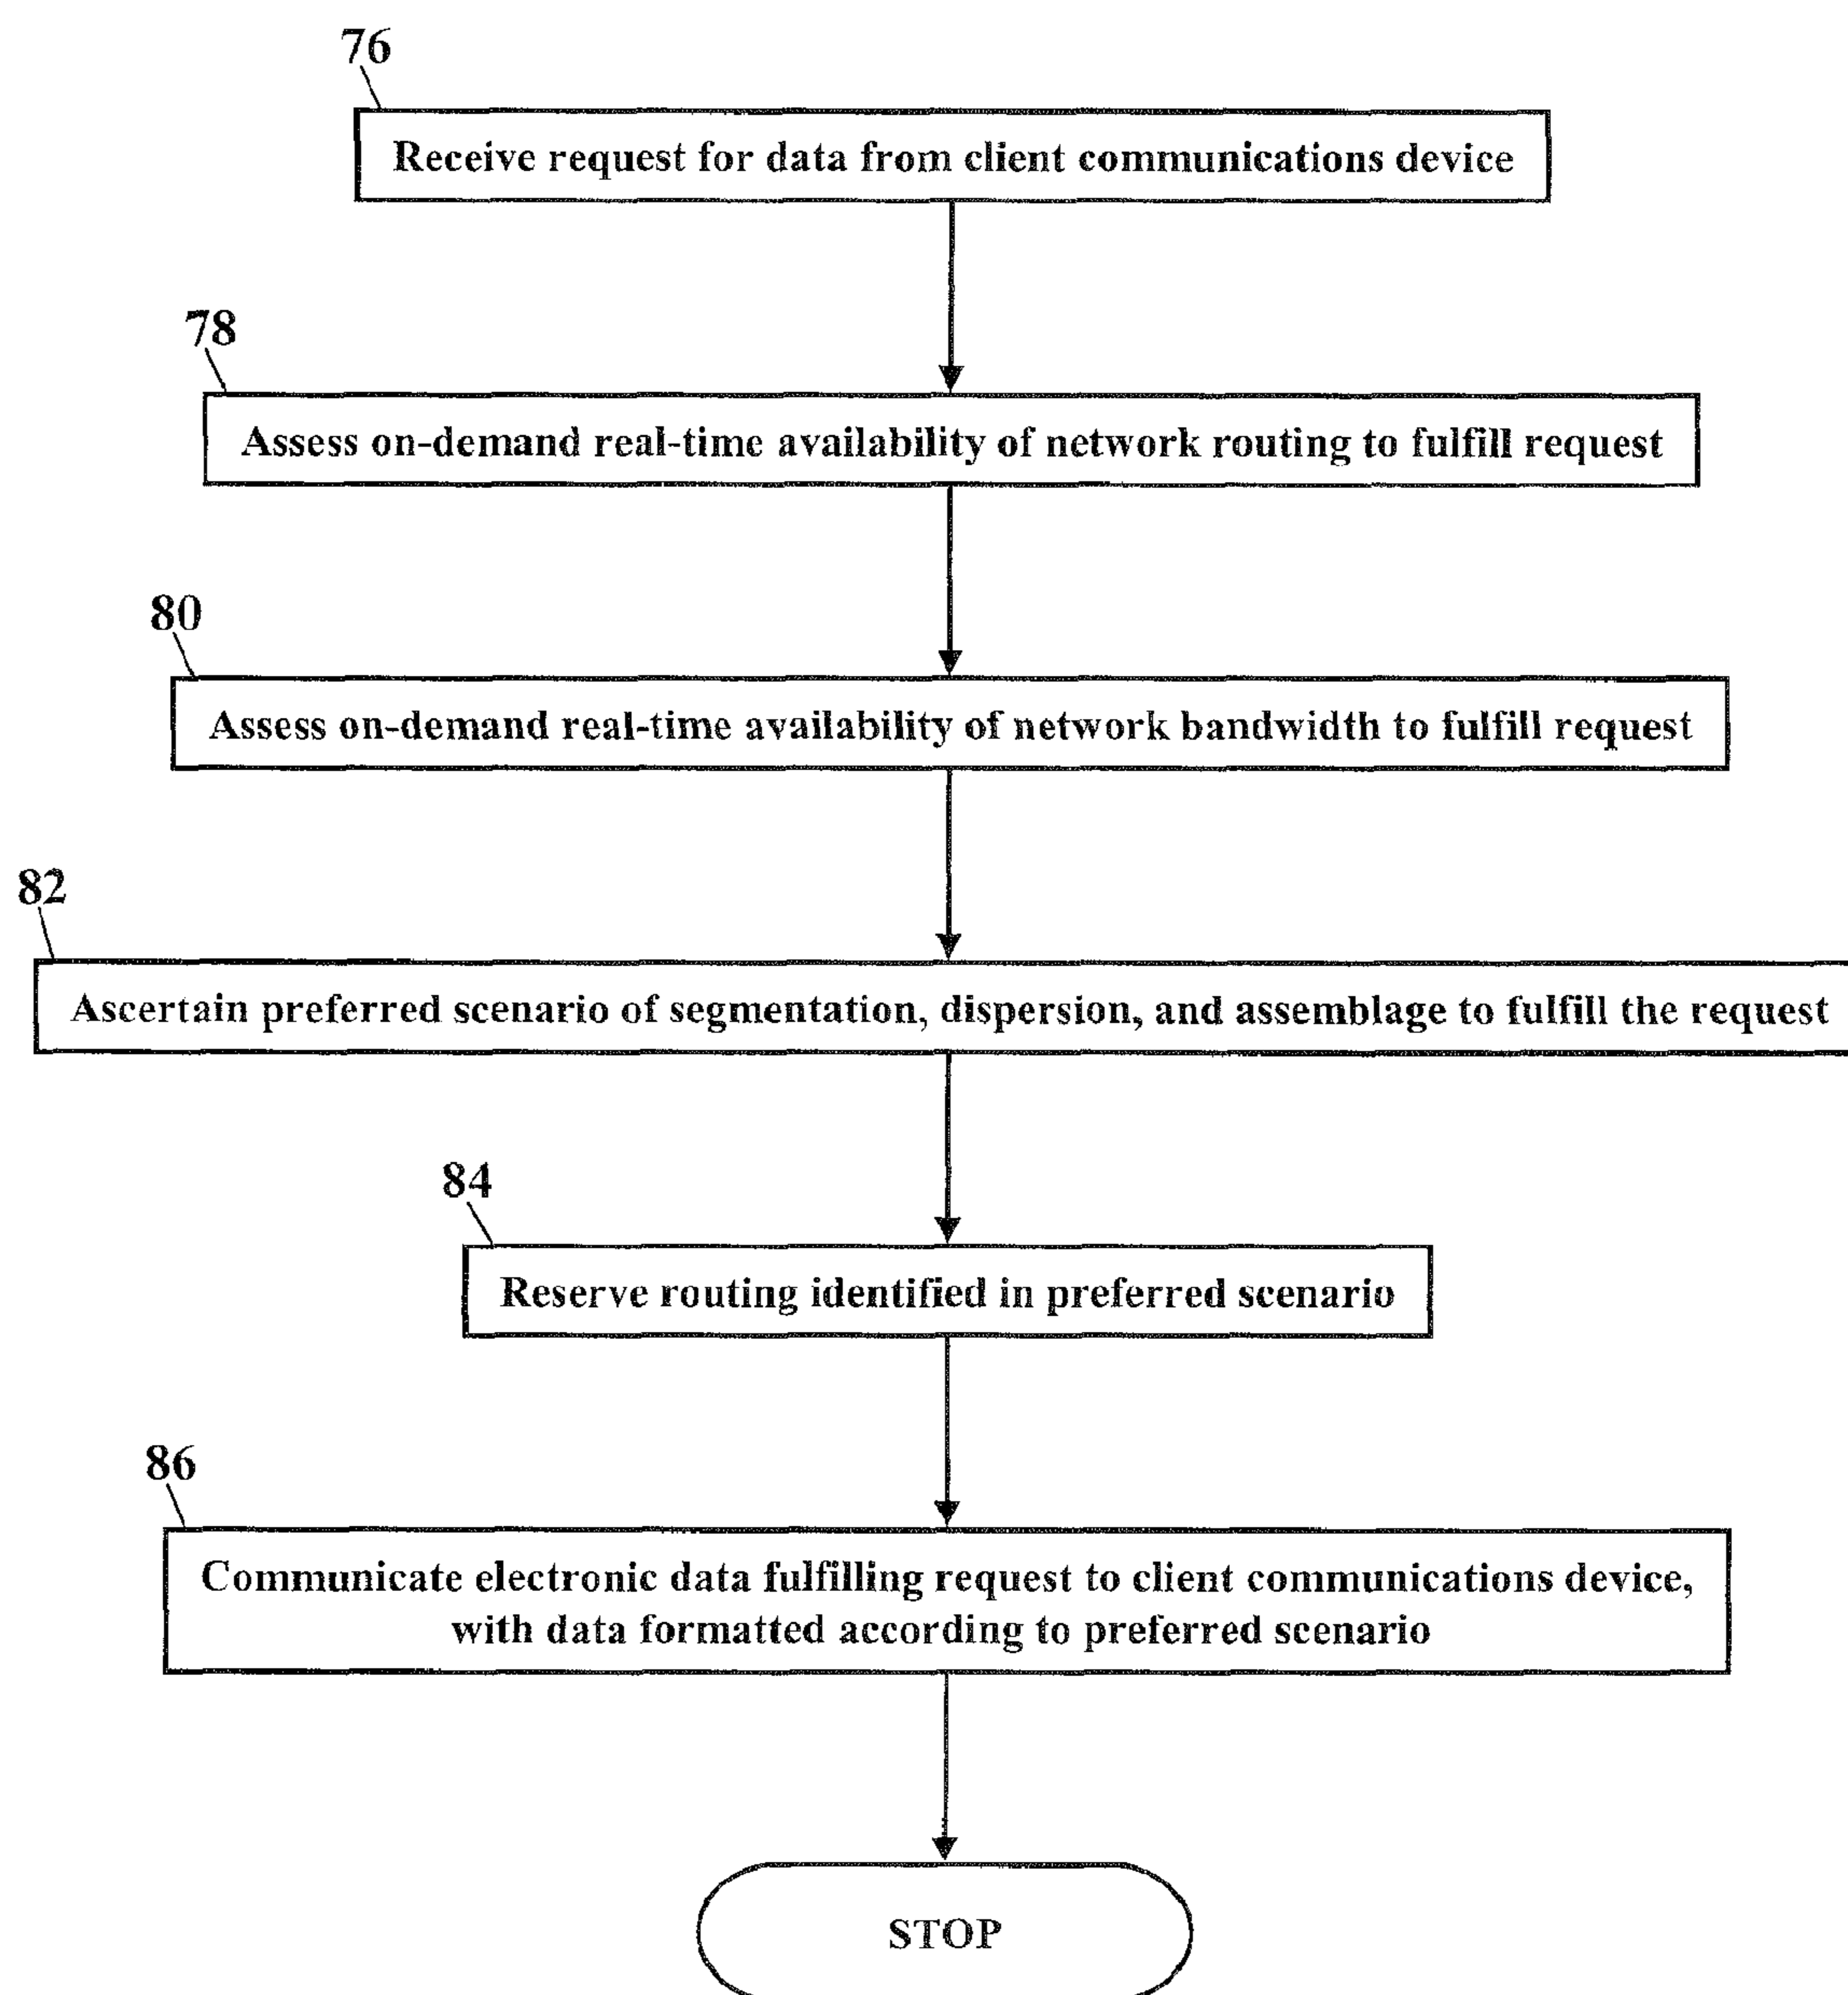 76
Receive request for data from client communications device
78
Assess on-demand real-time availability of network routing to fulfill request
80
Assess on-demand real-time availability of network bandwidth to fulfill request
82
Ascertain preferred scenario of segmentation, dispersion, and assemblage to fulfill the request
84
Reserve routing identified in preferred scenario
86
Communicate electronic data fulfilling request to client communications device,
with data formatted according to preferred scenario
STOP